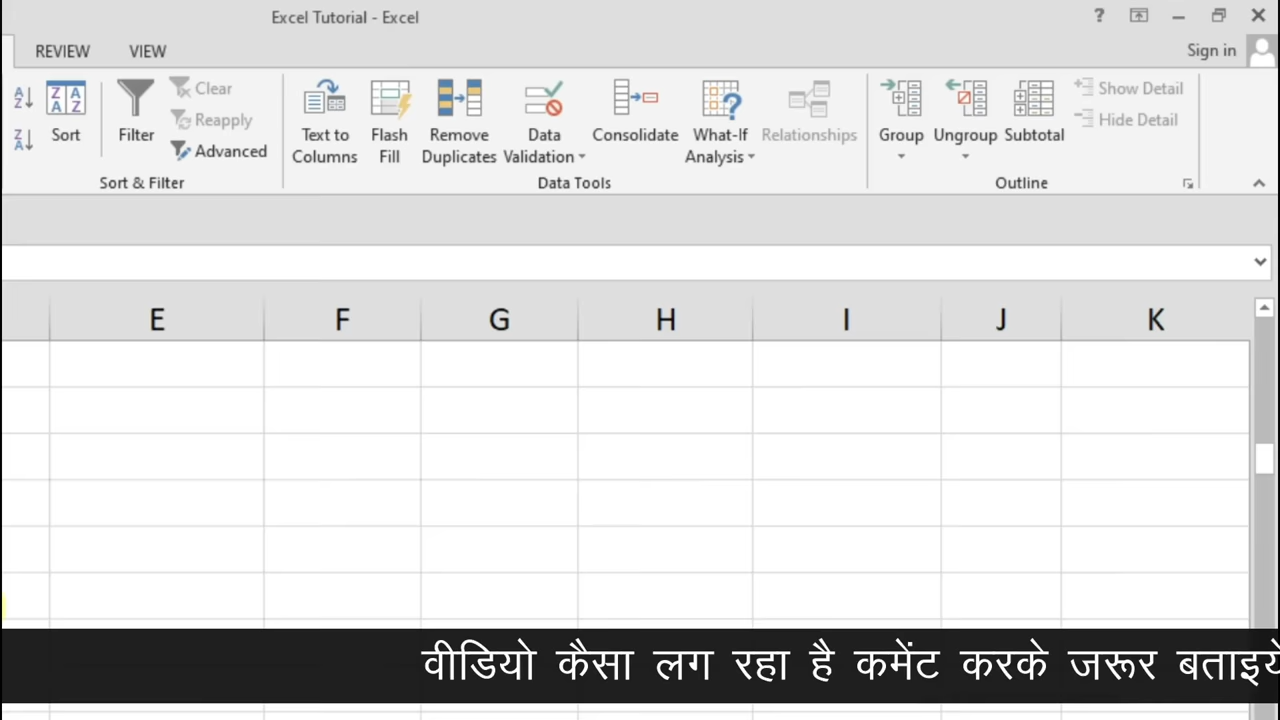 Excel Tutorial - Excel
?
REVIEW VIEW
Sign in
Sort
Filter
Clear
Reapply
Advanced
Text to Columns
Flash Fill
Remove Duplicates
Data Validation
Consolidate
What-If Analysis
Relationships
Group
Ungroup
Subtotal
Show Detail
Hide Detail
Sort & Filter
Data Tools
Outline
E F G H I J K
वीडियो कैसा लग रहा है कमेंट करके जरूर बताइये